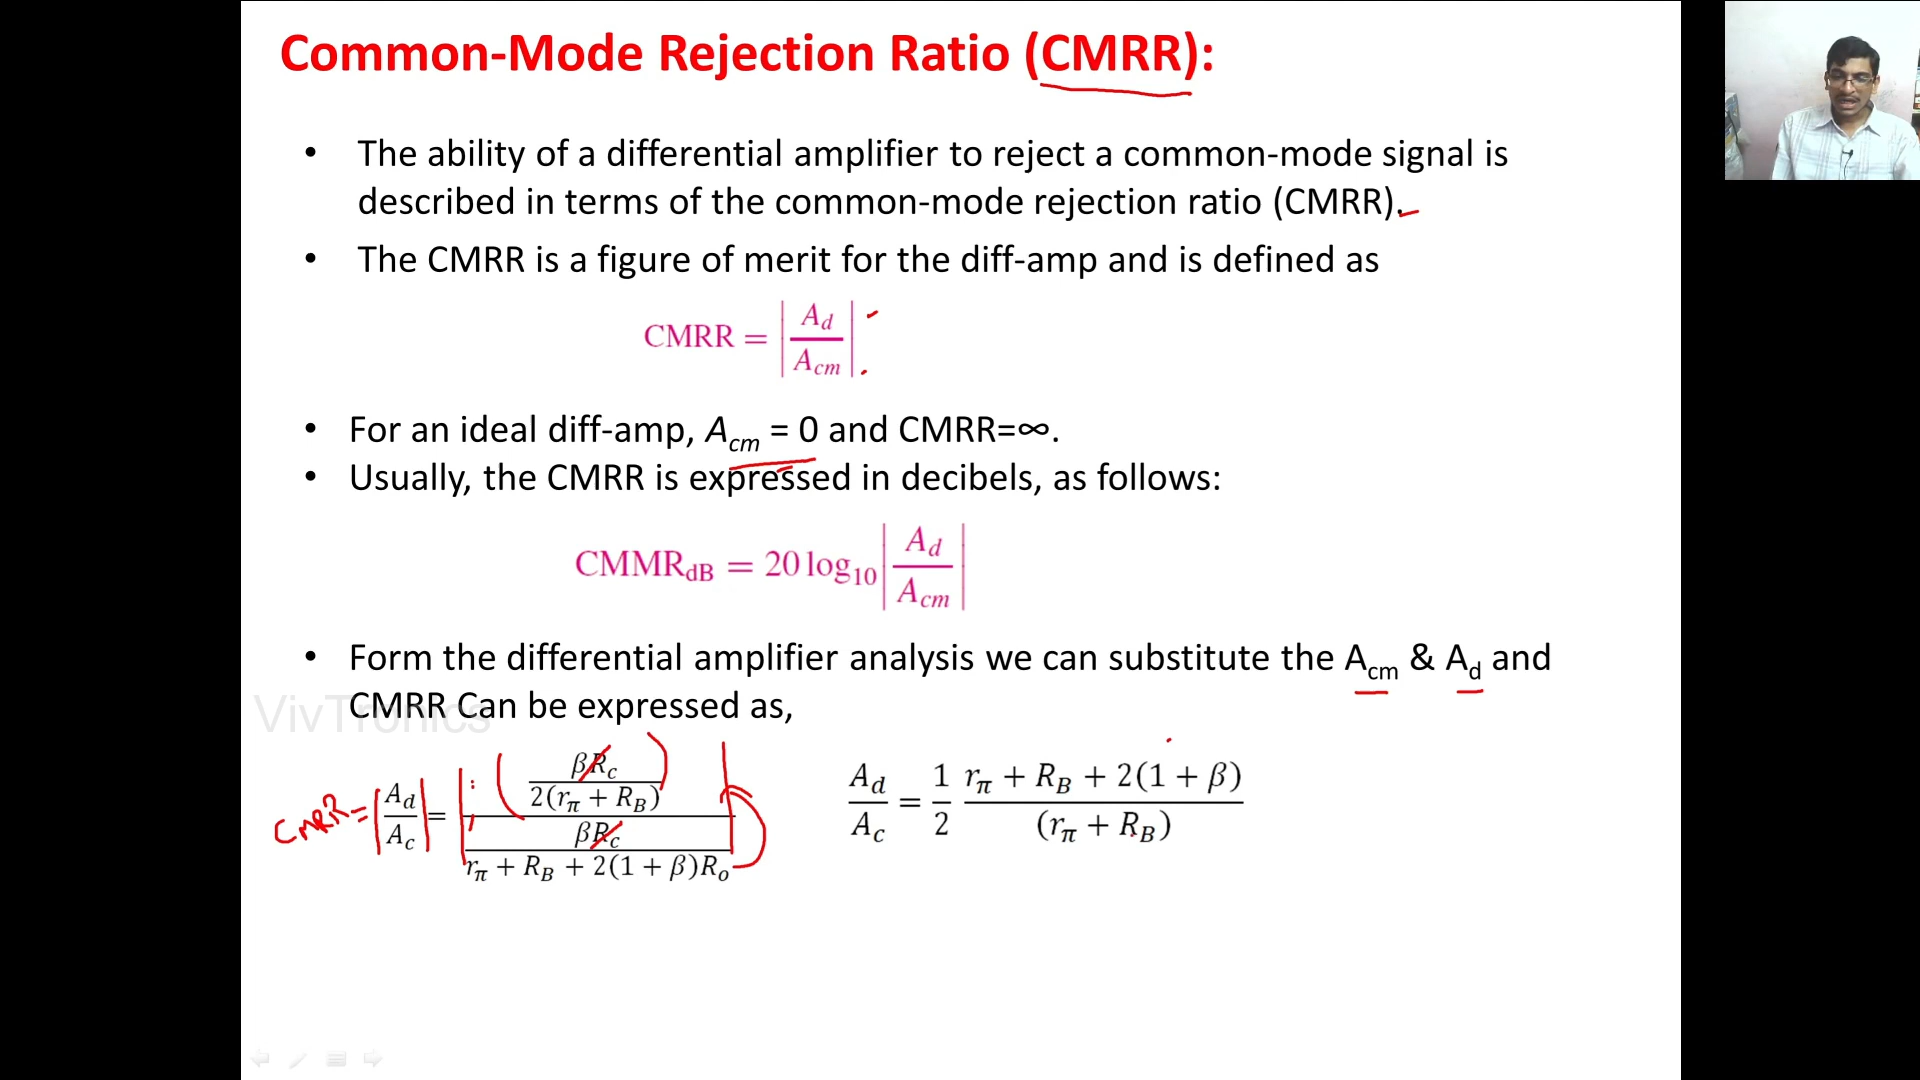 Common-Mode Rejection Ratio (CMRR):
• The ability of a differential amplifier to reject a common-mode signal is
described in terms of the common-mode rejection ratio (CMRR).
• The CMRR is a figure of merit for the diff-amp and is defined as
CMRR = |A_d / A_cm|
• For an ideal diff-amp, A_cm = 0 and CMRR=∞.
• Usually, the CMRR is expressed in decibels, as follows:
CMMR_dB = 20 log_10 |A_d / A_cm|
• Form the differential amplifier analysis we can substitute the A_cm & A_d and
CMRR Can be expressed as,
VivTronics
CMRR = |A_d / A_c| = |(βR_c / 2(r_π + R_B)) / (βR_c / r_π + R_B + 2(1 + β)R_o)|
A_d / A_c = 1/2 r_π + R_B + 2(1 + β) / (r_π + R_B)